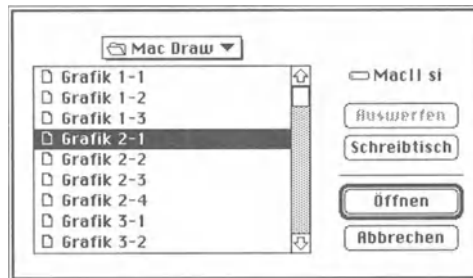 Mac Draw
Grafik 1-1
Grafik 1-2
Grafik 1-3
Grafik 2-1
Grafik 2-2
Grafik 2-3
Grafik 2-4
Grafik 3-1
Grafik 3-2
MacII si
Auswerfen
Schreibtisch
Öffnen
Abbrechen